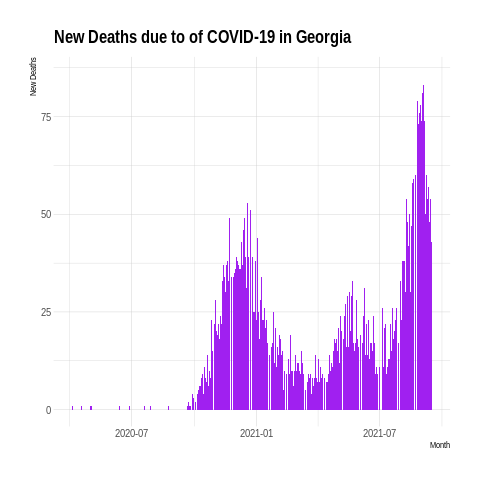 New Deaths due to of COVID-19 in Georgia
New Deaths
75
50
25
0
2020-07
2021-01
2021-07
Month